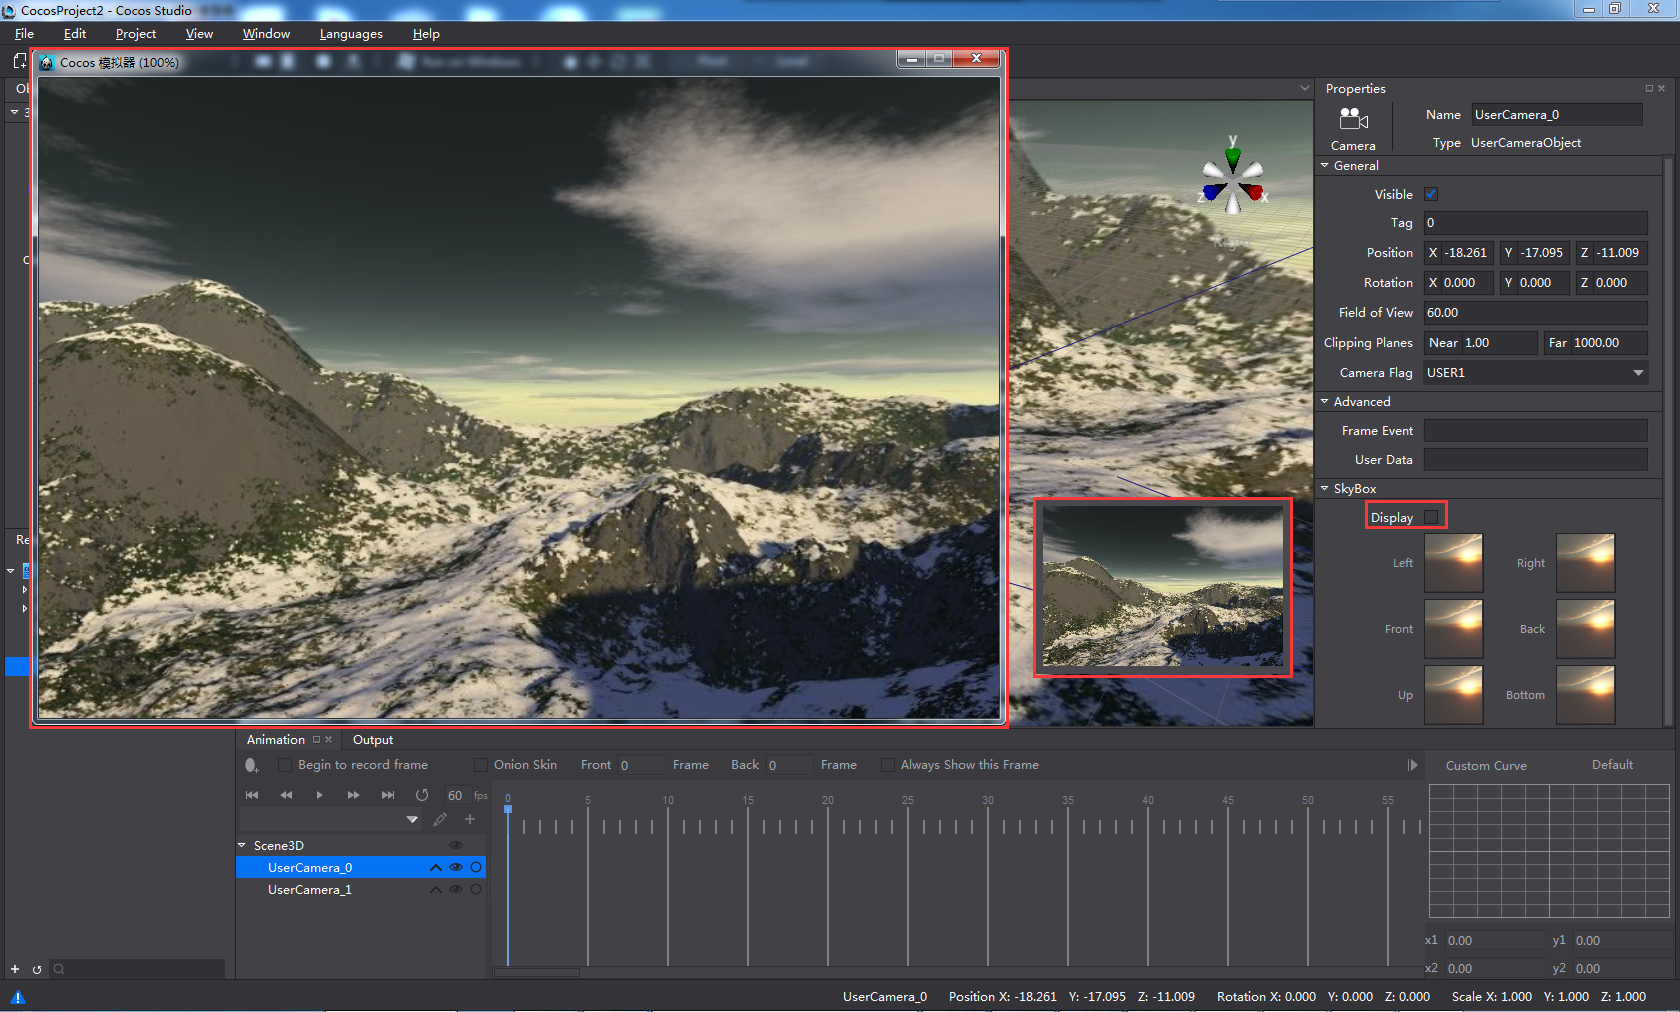 CocosProject2 - Cocos Studio
File Edit Project View Window Languages Help
Cocos 模拟器 (100%)
Run on Windows
Properties
Name UserCamera_0
Camera
Type UserCameraObject
General
Visible
Tag 0
Position X -18.261 Y -17.095 Z -11.009
Rotation X 0.000 Y 0.000 Z 0.000
Field of View 60.00
Clipping Planes Near 1.00 Far 1000.00
Camera Flag USER1
Advanced
Frame Event
User Data
SkyBox
Display
Left Right
Front Back
Up Bottom
y
z x
3
Re
Animation Output
Begin to record frame Onion Skin Front 0 Frame Back 0 Frame Always Show this Frame
Custom Curve Default
60 fps
0 5 10 15 20 25 30 35 40 45 50 55
Scene3D
UserCamera_0
UserCamera_1
x1 0.00 y1 0.00
x2 0.00 y2 0.00
UserCamera_0 Position X: -18.261 Y: -17.095 Z: -11.009 Rotation X: 0.000 Y: 0.000 Z: 0.000 Scale X: 1.000 Y: 1.000 Z: 1.000